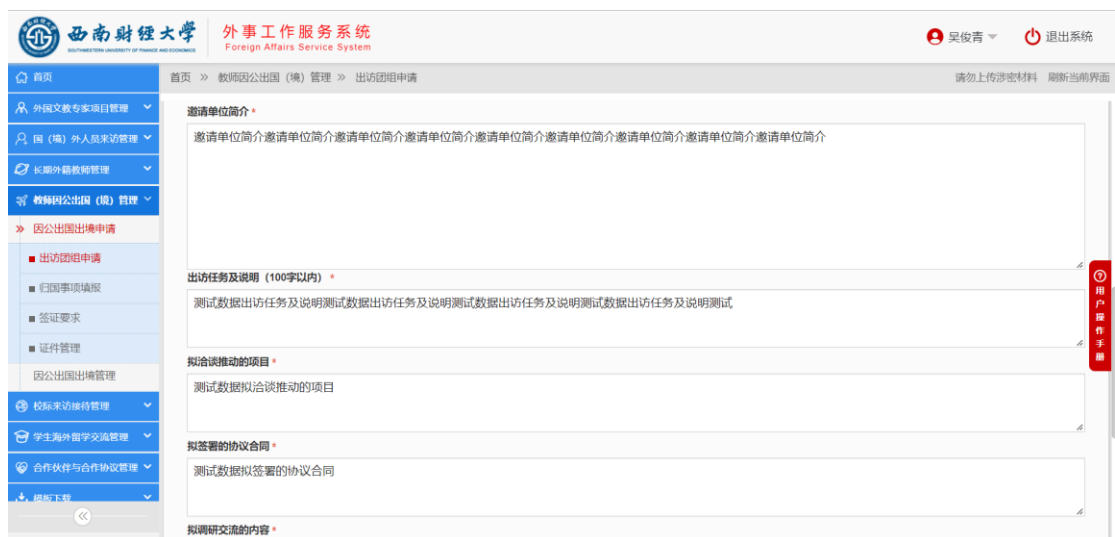 西南财经大学
SOUTHWESTERN UNIVERSITY OF FINANCE AND ECONOMICS
外事工作服务系统
Foreign Affairs Service System
吴俊青
退出系统
首页
首页 » 教师因公出国（境）管理 » 出访团组申请
请勿上传涉密材料 刷新当前界面
外国文教专家项目管理
国（境）外人员来访管理
长期外籍教师管理
教师因公出国（境）管理
» 因公出国出境申请
■ 出访团组申请
■ 归国事项填报
■ 签证要求
■ 证件管理
因公出国出境管理
校际来访接待管理
学生海外留学交流管理
合作伙伴与合作协议管理
模板下载
邀请单位简介 *
邀请单位简介邀请单位简介邀请单位简介邀请单位简介邀请单位简介邀请单位简介邀请单位简介邀请单位简介邀请单位简介
出访任务及说明（100字以内） *
测试数据出访任务及说明测试数据出访任务及说明测试数据出访任务及说明测试数据出访任务及说明测试
拟洽谈推动的项目 *
测试数据拟洽谈推动的项目
拟签署的协议合同 *
测试数据拟签署的协议合同
拟调研交流的内容 *
用户操作手册